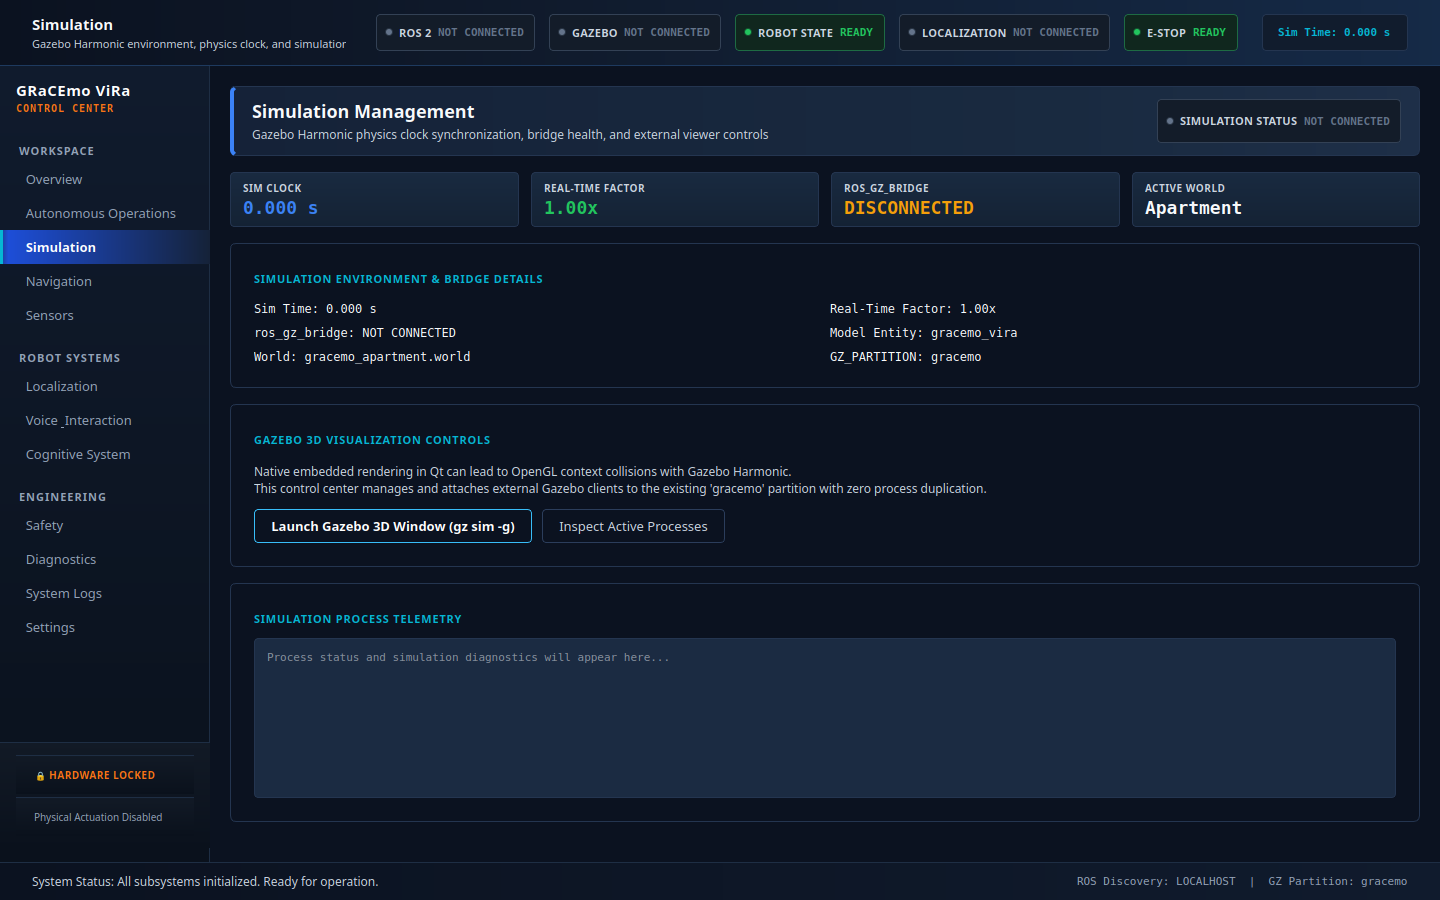 Simulation
Gazebo Harmonic environment, physics clock, and simulation
ROS 2 NOT CONNECTED
GAZEBO NOT CONNECTED
ROBOT STATE READY
LOCALIZATION NOT CONNECTED
E-STOP READY
Sim Time: 0.000 s
GRaCEmo ViRa
CONTROL CENTER
WORKSPACE
Overview
Autonomous Operations
Simulation
Navigation
Sensors
ROBOT SYSTEMS
Localization
Voice _Interaction
Cognitive System
ENGINEERING
Safety
Diagnostics
System Logs
Settings
🔒 HARDWARE LOCKED
Physical Actuation Disabled
Simulation Management
Gazebo Harmonic physics clock synchronization, bridge health, and external viewer controls
SIMULATION STATUS NOT CONNECTED
SIM CLOCK
0.000 s
REAL-TIME FACTOR
1.00x
ROS_GZ_BRIDGE
DISCONNECTED
ACTIVE WORLD
Apartment
SIMULATION ENVIRONMENT & BRIDGE DETAILS
Sim Time: 0.000 s
Real-Time Factor: 1.00x
ros_gz_bridge: NOT CONNECTED
Model Entity: gracemo_vira
World: gracemo_apartment.world
GZ_PARTITION: gracemo
GAZEBO 3D VISUALIZATION CONTROLS
Native embedded rendering in Qt can lead to OpenGL context collisions with Gazebo Harmonic.
This control center manages and attaches external Gazebo clients to the existing 'gracemo' partition with zero process duplication.
Launch Gazebo 3D Window (gz sim -g)
Inspect Active Processes
SIMULATION PROCESS TELEMETRY
Process status and simulation diagnostics will appear here...
System Status: All subsystems initialized. Ready for operation.
ROS Discovery: LOCALHOST | GZ Partition: gracemo